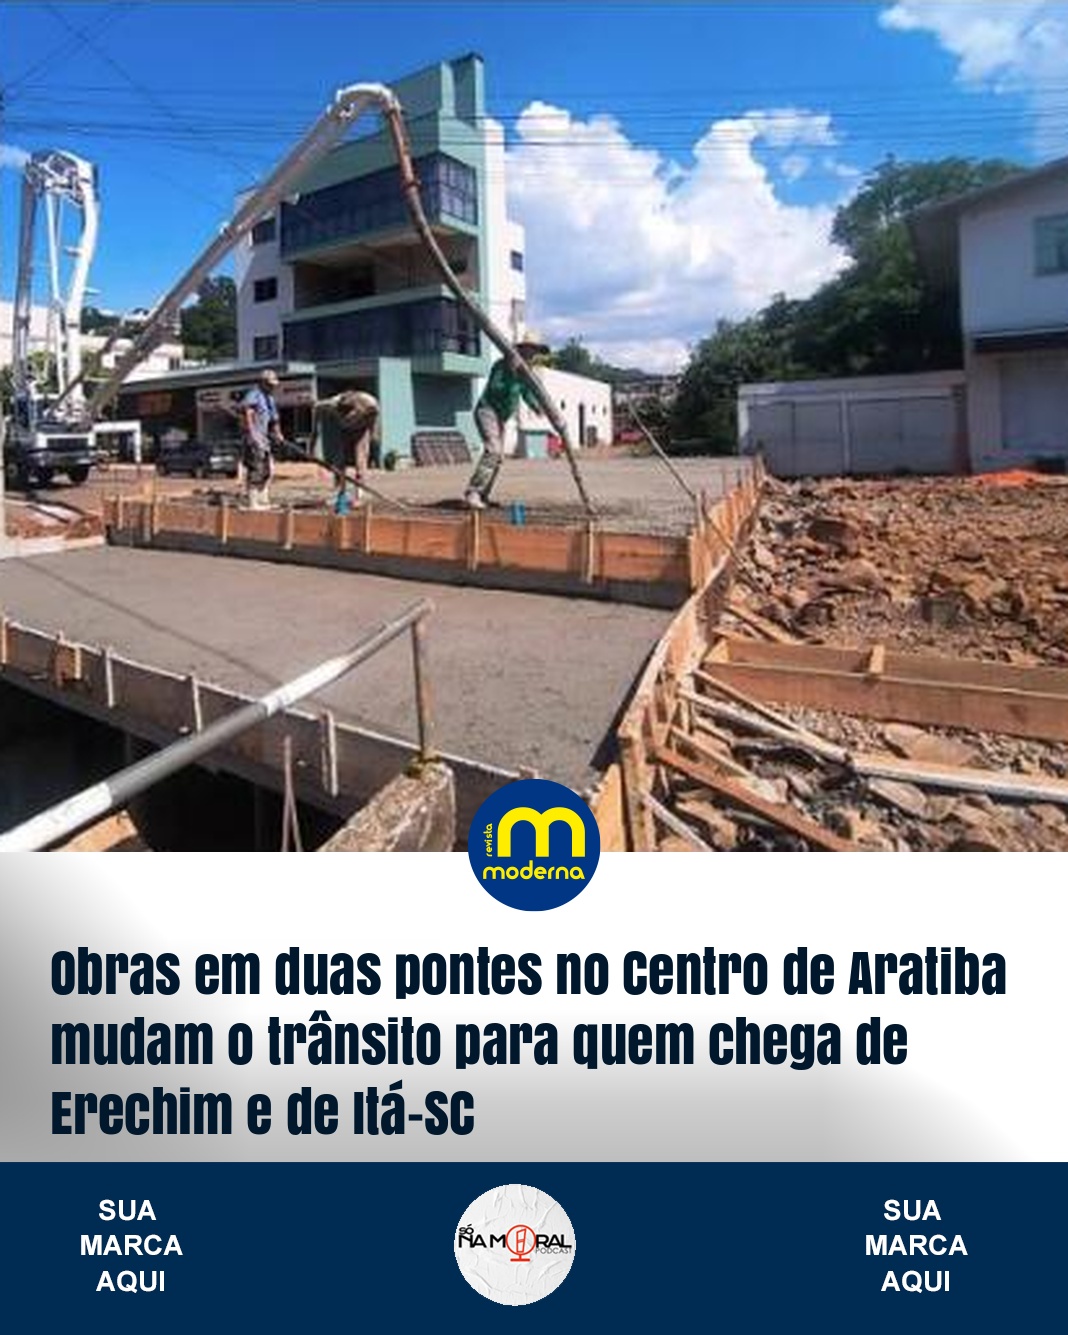 revista
m
moderna
Obras em duas pontes no Centro de Aratiba
mudam o trânsito para quem chega de
Erechim e de Itá-SC
SUA
MARCA
AQUI
SÓ
NA MORAL
PODCAST
SUA
MARCA
AQUI